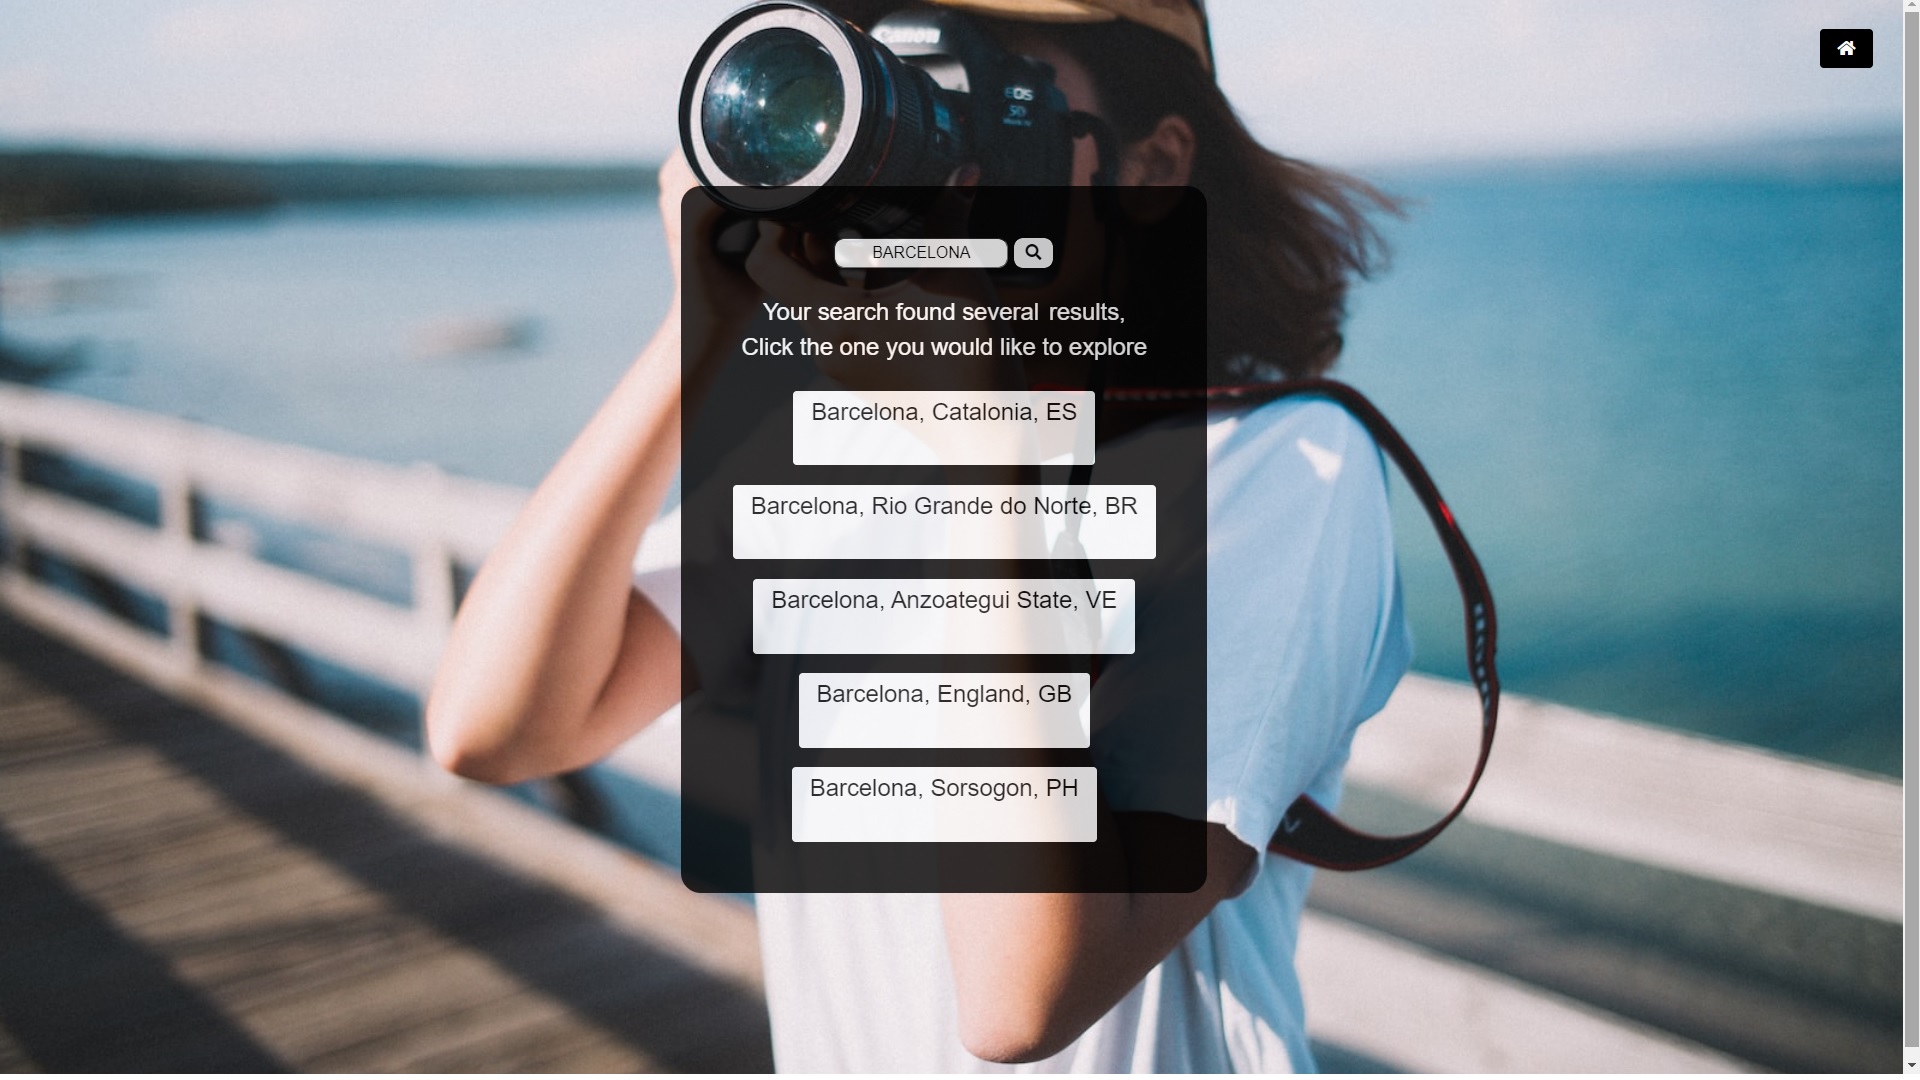 Canon
EOS
5D
BARCELONA
Your search found several results,
Click the one you would like to explore
Barcelona, Catalonia, ES
Barcelona, Rio Grande do Norte, BR
Barcelona, Anzoategui State, VE
Barcelona, England, GB
Barcelona, Sorsogon, PH